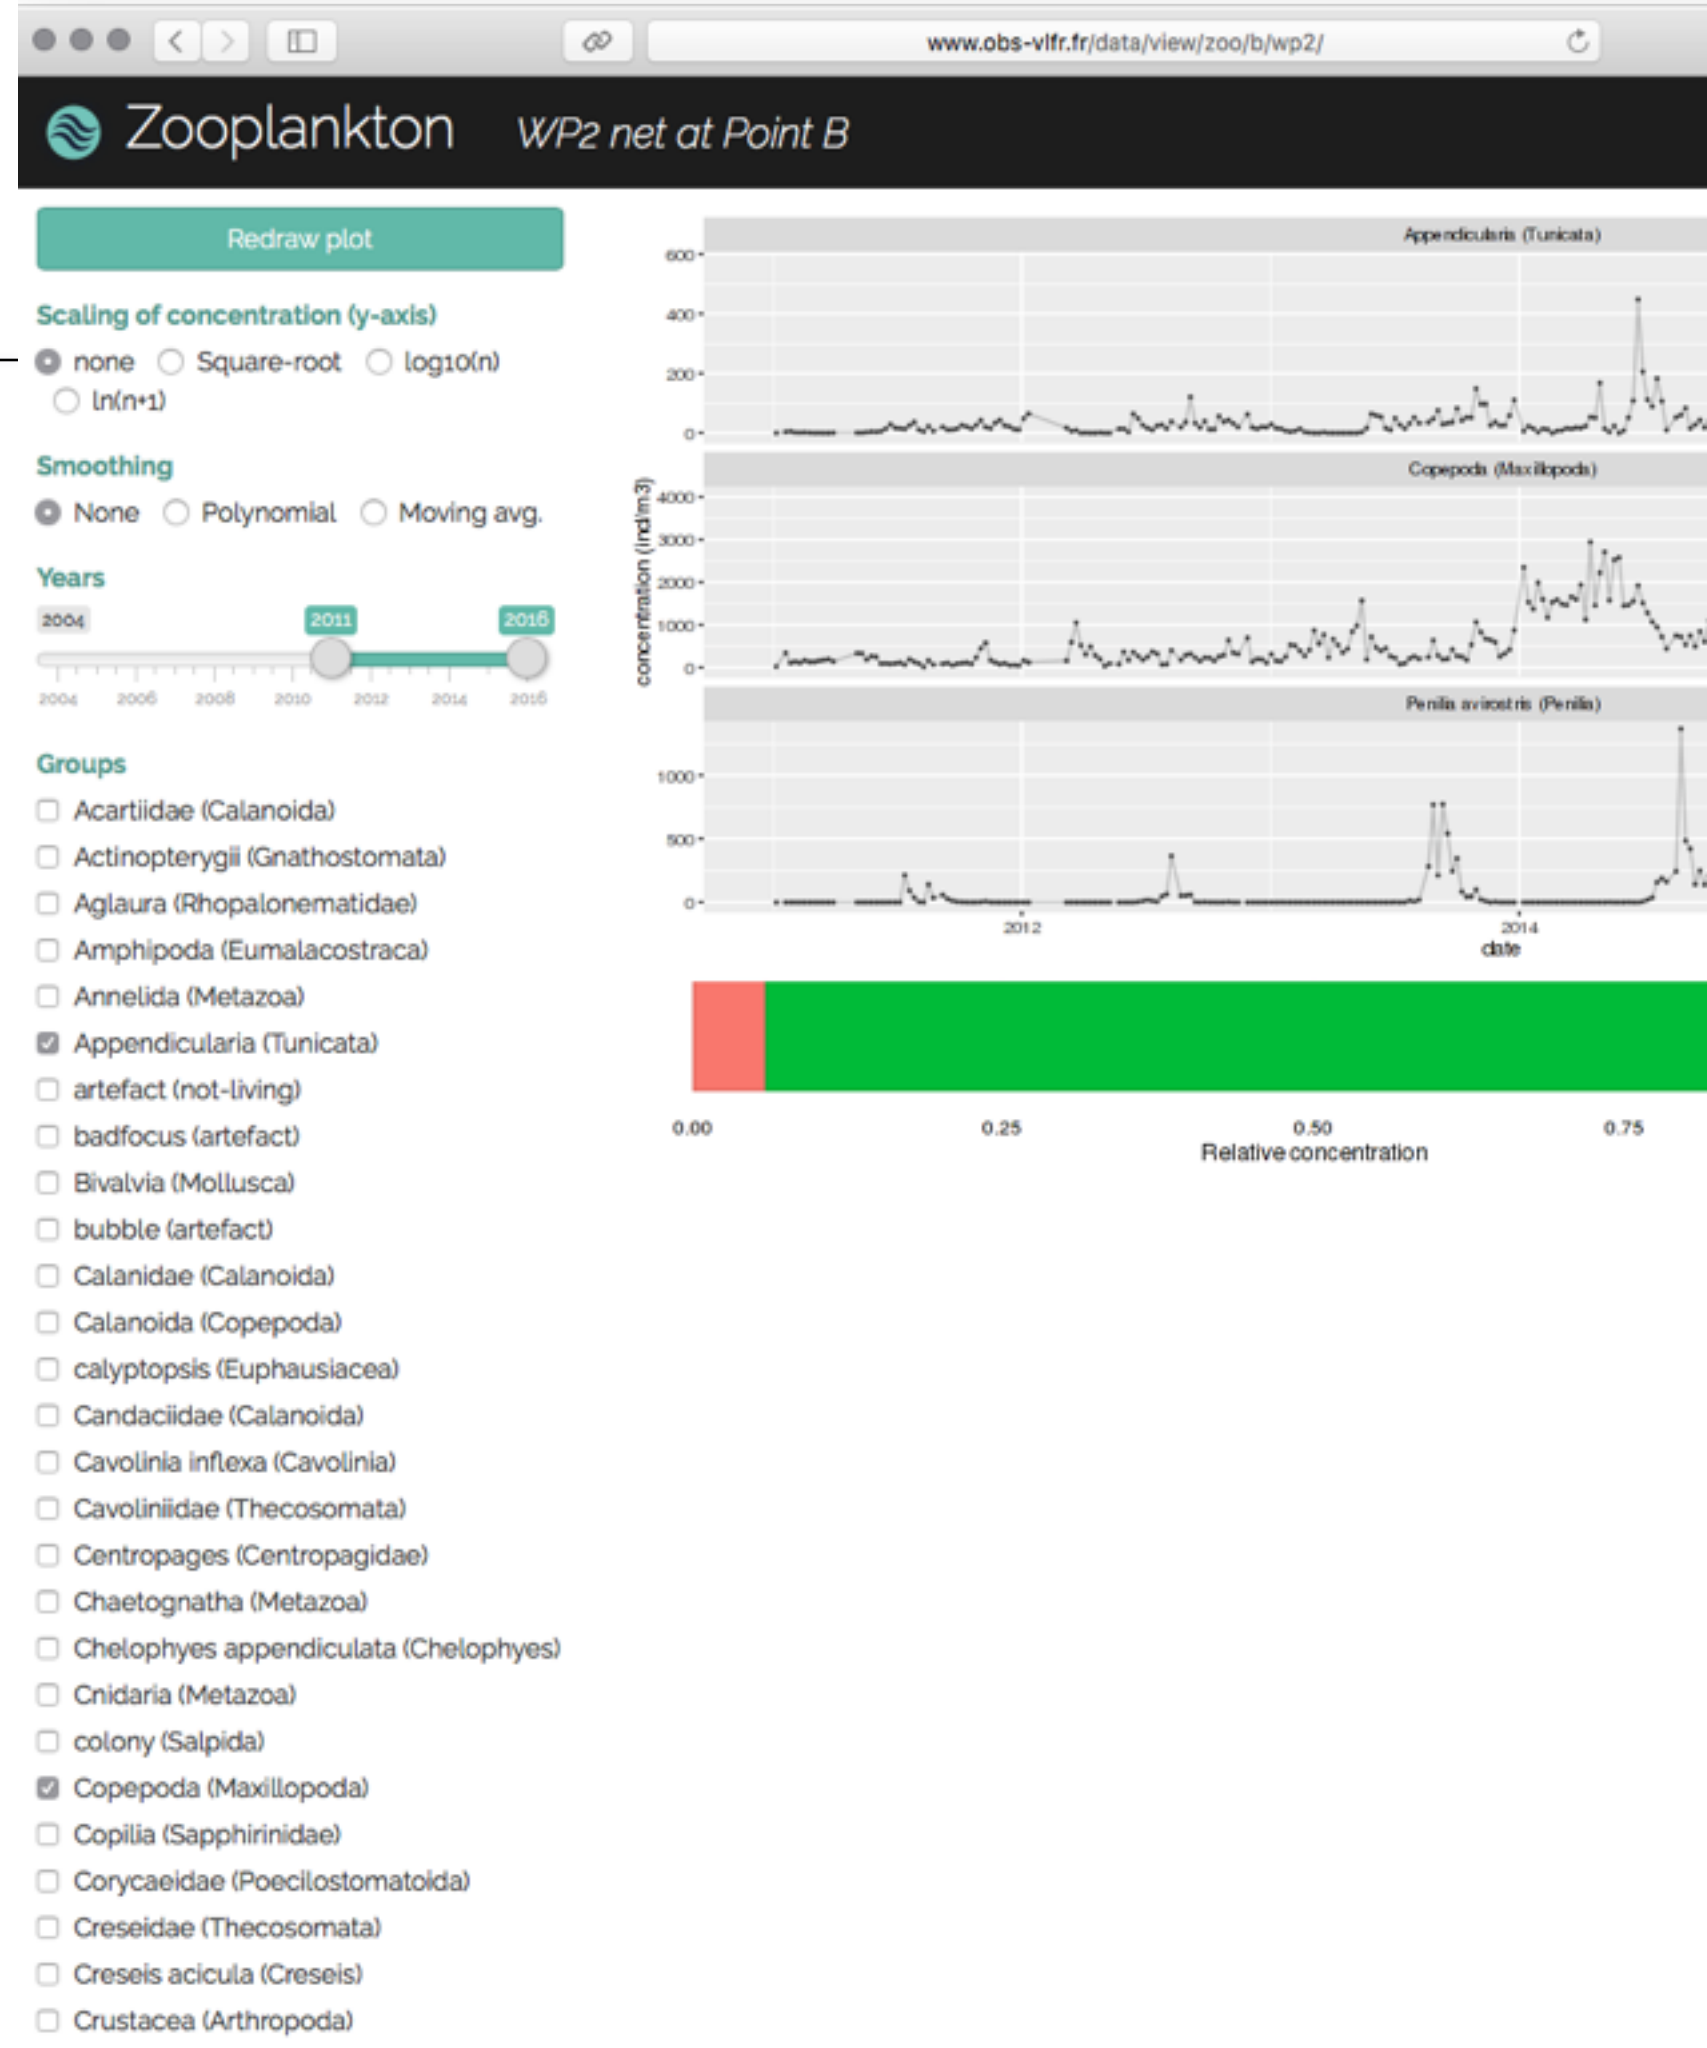 www.obs-vlfr.fr/data/view/zoo/b/wp2/
Zooplankton WP2 net at Point B
Redraw plot
Scaling of concentration (y-axis)
none Square-root log10(n)
ln(n+1)
Smoothing
None Polynomial Moving avg.
Years
2004 2011 2016
2004 2006 2008 2010 2012 2014 2016
Groups
Acartiidae (Calanoida)
Actinopterygii (Gnathostomata)
Aglaura (Rhopalonematidae)
Amphipoda (Eumalacostraca)
Annelida (Metazoa)
Appendicularia (Tunicata)
artefact (not-living)
badfocus (artefact)
Bivalvia (Mollusca)
bubble (artefact)
Calanidae (Calanoida)
Calanoida (Copepoda)
calyptopsis (Euphausiacea)
Candaciidae (Calanoida)
Cavolinia inflexa (Cavolinia)
Cavoliniidae (Thecosomata)
Centropages (Centropagidae)
Chaetognatha (Metazoa)
Chelophyes appendiculata (Chelophyes)
Cnidaria (Metazoa)
colony (Salpida)
Copepoda (Maxillopoda)
Copilia (Sapphirinidae)
Corycaeidae (Poecilostomatoida)
Creseidae (Thecosomata)
Creseis acicula (Creseis)
Crustacea (Arthropoda)
Appendicularia (Tunicata)
600
400
200
0
Copepoda (Maxillopoda)
concentration (ind/m3)
4000
3000
2000
1000
0
Penilia avirostris (Penilia)
1000
500
0
2012 2014
date
0.00 0.25 0.50 0.75
Relative concentration